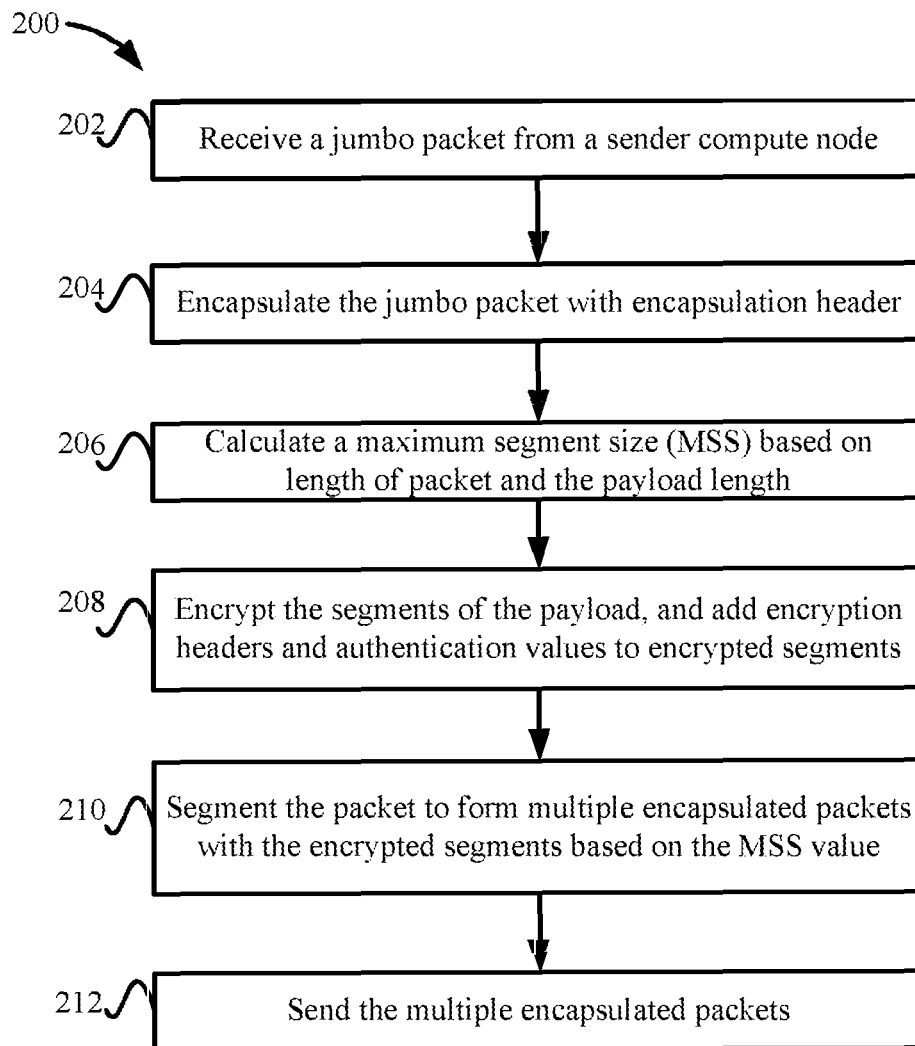 200
202
Receive a jumbo packet from a sender compute node
204
Encapsulate the jumbo packet with encapsulation header
206
Calculate a maximum segment size (MSS) based on
length of packet and the payload length
208
Encrypt the segments of the payload, and add encryption
headers and authentication values to encrypted segments
210
Segment the packet to form multiple encapsulated packets
with the encrypted segments based on the MSS value
212
Send the multiple encapsulated packets